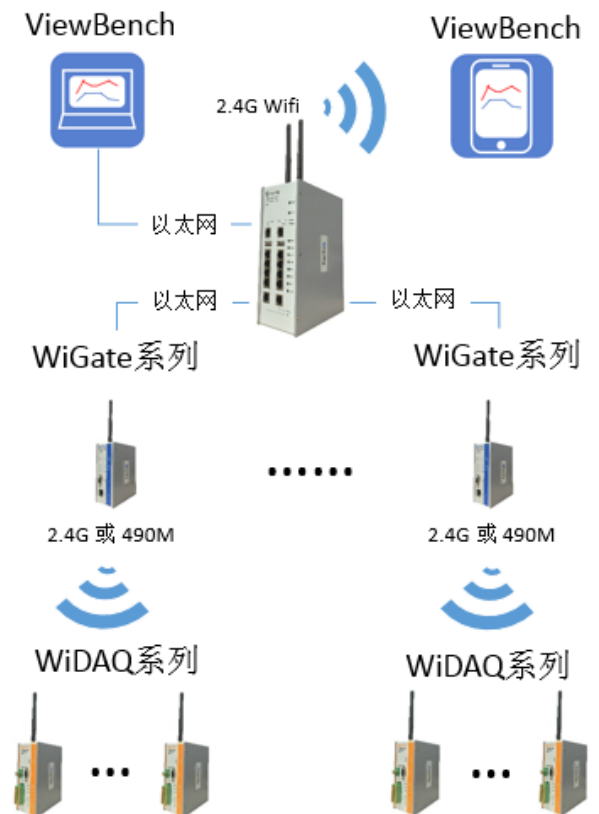 ViewBench
ViewBench
2.4G Wifi
以太网
以太网
以太网
WiGate系列
WiGate系列
2.4G 或 490M
2.4G 或 490M
WiDAQ系列
WiDAQ系列